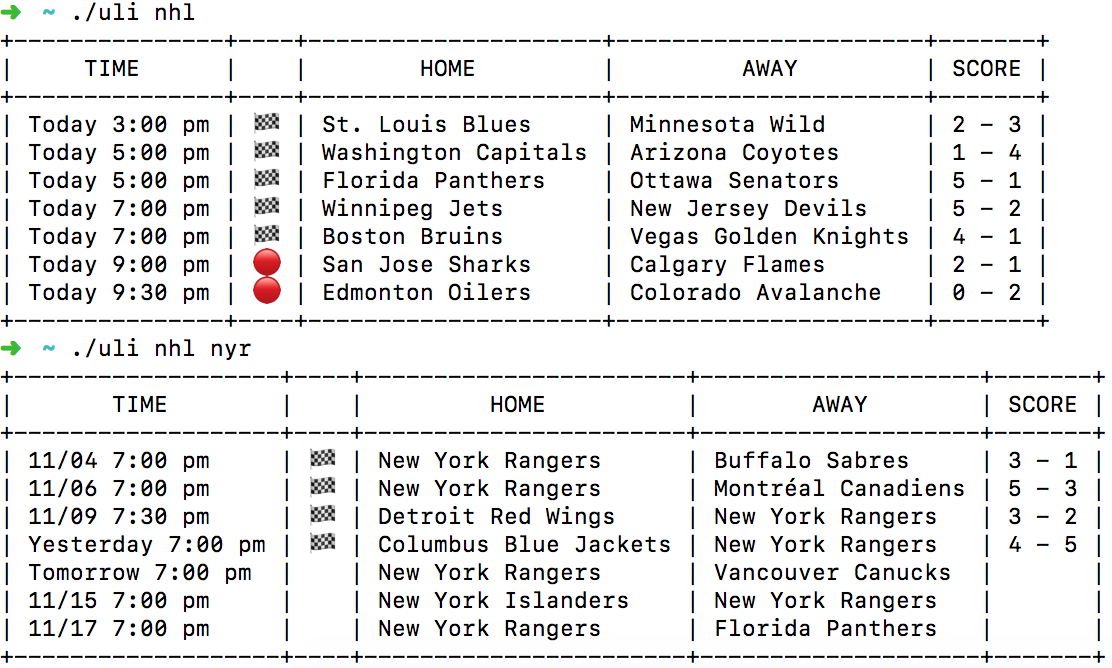 ➜ ~ ./uli nhl
+----------------+----+----------------------+----------------------+-------+
| TIME | | HOME | AWAY | SCORE |
+----------------+----+----------------------+----------------------+-------+
| Today 3:00 pm | 🏁 | St. Louis Blues | Minnesota Wild | 2 – 3 |
| Today 5:00 pm | 🏁 | Washington Capitals | Arizona Coyotes | 1 – 4 |
| Today 5:00 pm | 🏁 | Florida Panthers | Ottawa Senators | 5 – 1 |
| Today 7:00 pm | 🏁 | Winnipeg Jets | New Jersey Devils | 5 – 2 |
| Today 7:00 pm | 🏁 | Boston Bruins | Vegas Golden Knights | 4 – 1 |
| Today 9:00 pm | 🔴 | San Jose Sharks | Calgary Flames | 2 – 1 |
| Today 9:30 pm | 🔴 | Edmonton Oilers | Colorado Avalanche | 0 – 2 |
+----------------+----+----------------------+----------------------+-------+
➜ ~ ./uli nhl nyr
+-------------------+----+-----------------------+--------------------+-------+
| TIME | | HOME | AWAY | SCORE |
+-------------------+----+-----------------------+--------------------+-------+
| 11/04 7:00 pm | 🏁 | New York Rangers | Buffalo Sabres | 3 – 1 |
| 11/06 7:00 pm | 🏁 | New York Rangers | Montréal Canadiens | 5 – 3 |
| 11/09 7:30 pm | 🏁 | Detroit Red Wings | New York Rangers | 3 – 2 |
| Yesterday 7:00 pm | 🏁 | Columbus Blue Jackets | New York Rangers | 4 – 5 |
| Tomorrow 7:00 pm | | New York Rangers | Vancouver Canucks | |
| 11/15 7:00 pm | | New York Islanders | New York Rangers | |
| 11/17 7:00 pm | | New York Rangers | Florida Panthers | |
+-------------------+----+-----------------------+--------------------+-------+